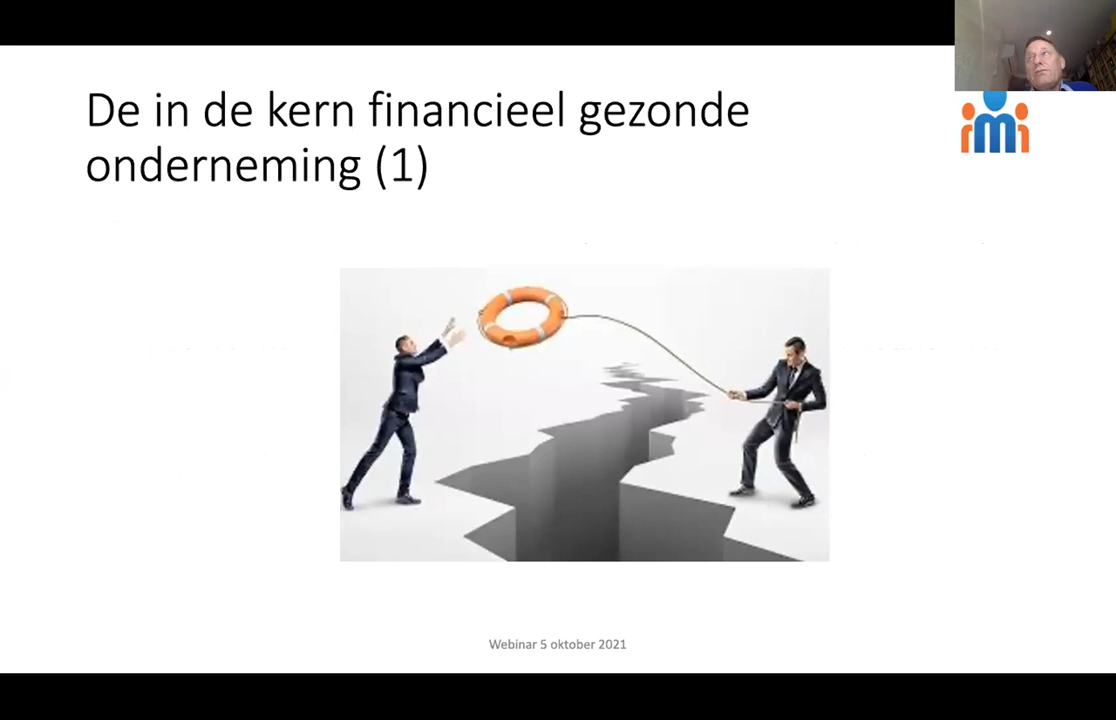 De in de kern financieel gezonde
onderneming (1)
Webinar 5 oktober 2021